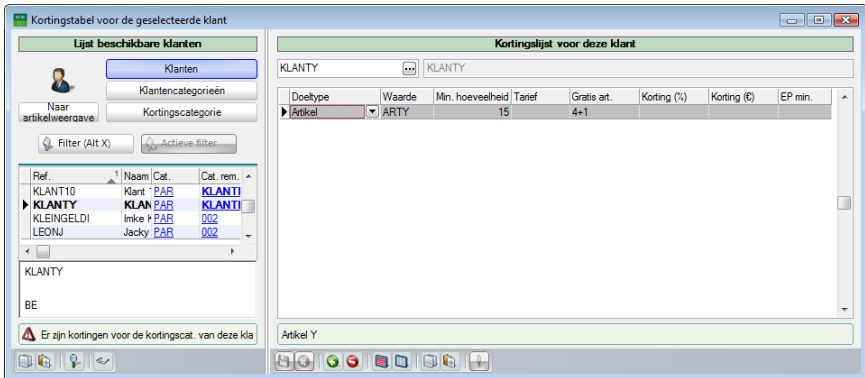 Kortingstabel voor de geselecteerde klant
Lijst beschikbare klanten
Klanten
Klantencategorieën
Naar artikelweergave
Kortingscategorie
Filter (Alt X)
Actieve filter
Ref. 1 Naam Cat. Cat. rem.
KLANT10 Klant PAR KLANTI
KLANTY KLAN PAR KLANTI
KLEINGELDI Imke PAR 002
LEONJ Jacky PAR 002
KLANTY
BE
Er zijn kortingen voor de kortingscat. van deze kla
Kortingslijst voor deze klant
KLANTY ... KLANTY
Doeltype Waarde Min. hoeveelheid Tarief Gratis art. Korting (%) Korting (€) EP min.
Artikel ARTY 15 4+1
Artikel Y